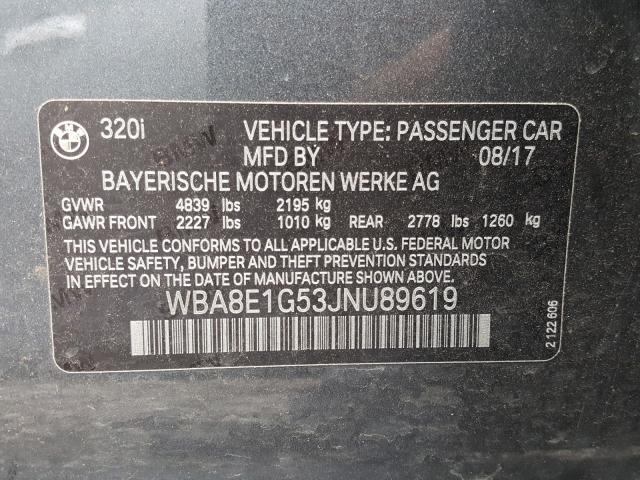 BMW 320i VEHICLE TYPE: PASSENGER CAR
MFD BY 08/17
BAYERISCHE MOTOREN WERKE AG
GVWR 4839 lbs 2195 kg
GAWR FRONT 2227 lbs 1010 kg REAR 2778 lbs 1260 kg
THIS VEHICLE CONFORMS TO ALL APPLICABLE U.S. FEDERAL MOTOR
VEHICLE SAFETY, BUMPER AND THEFT PREVENTION STANDARDS
IN EFFECT ON THE DATE OF MANUFACTURE SHOWN ABOVE.
WBA8E1G53JNU89619
2 122 606